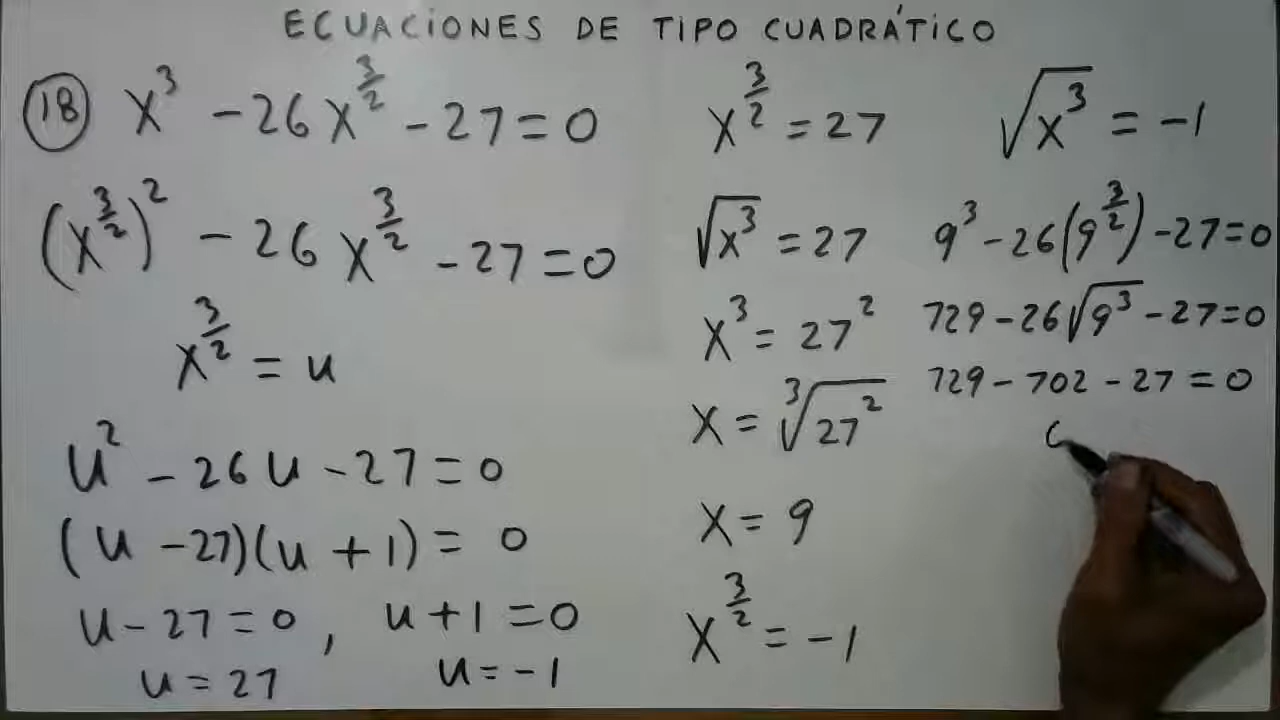 ECUACIONES DE TIPO CUADRÁTICO
18 x³ - 26x^(3/2) - 27 = 0
(x^(3/2))² - 26x^(3/2) - 27 = 0
x^(3/2) = u
u² - 26u - 27 = 0
(u - 27)(u + 1) = 0
u - 27 = 0, u + 1 = 0
u = 27 u = -1
x^(3/2) = 27
√x³ = 27
x³ = 27²
x = ³√27²
x = 9
x^(3/2) = -1
√x³ = -1
9³ - 26(9^(3/2)) - 27 = 0
729 - 26√9³ - 27 = 0
729 - 702 - 27 = 0